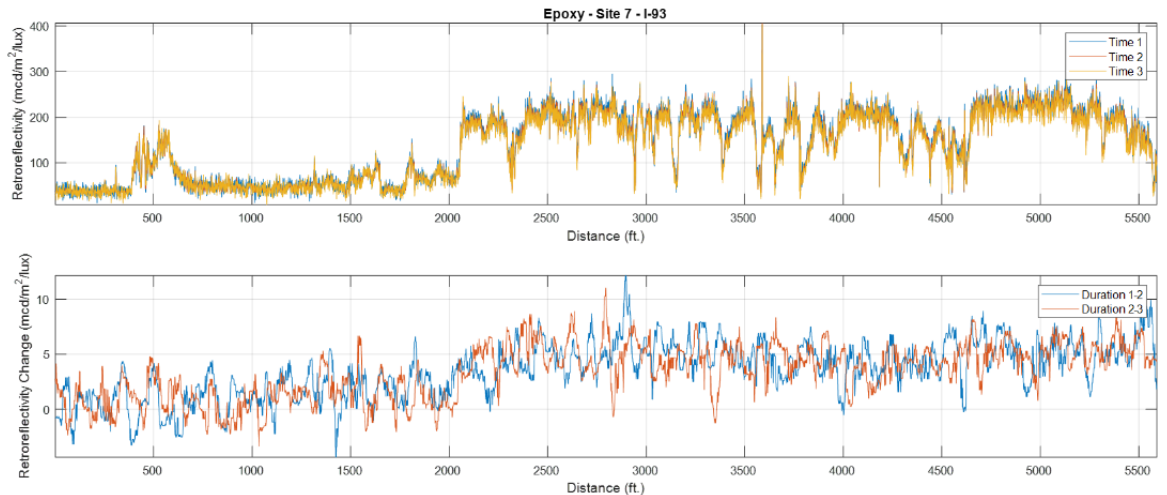 Epoxy - Site 7 - I-93
Retroreflectivity (mcd/m²/lux)
400
300
200
100
Time 1
Time 2
Time 3
500 1000 1500 2000 2500 3000 3500 4000 4500 5000 5500
Distance (ft.)
Retroreflectivity Change (mcd/m²/lux)
10
5
0
Duration 1-2
Duration 2-3
500 1000 1500 2000 2500 3000 3500 4000 4500 5000 5500
Distance (ft.)